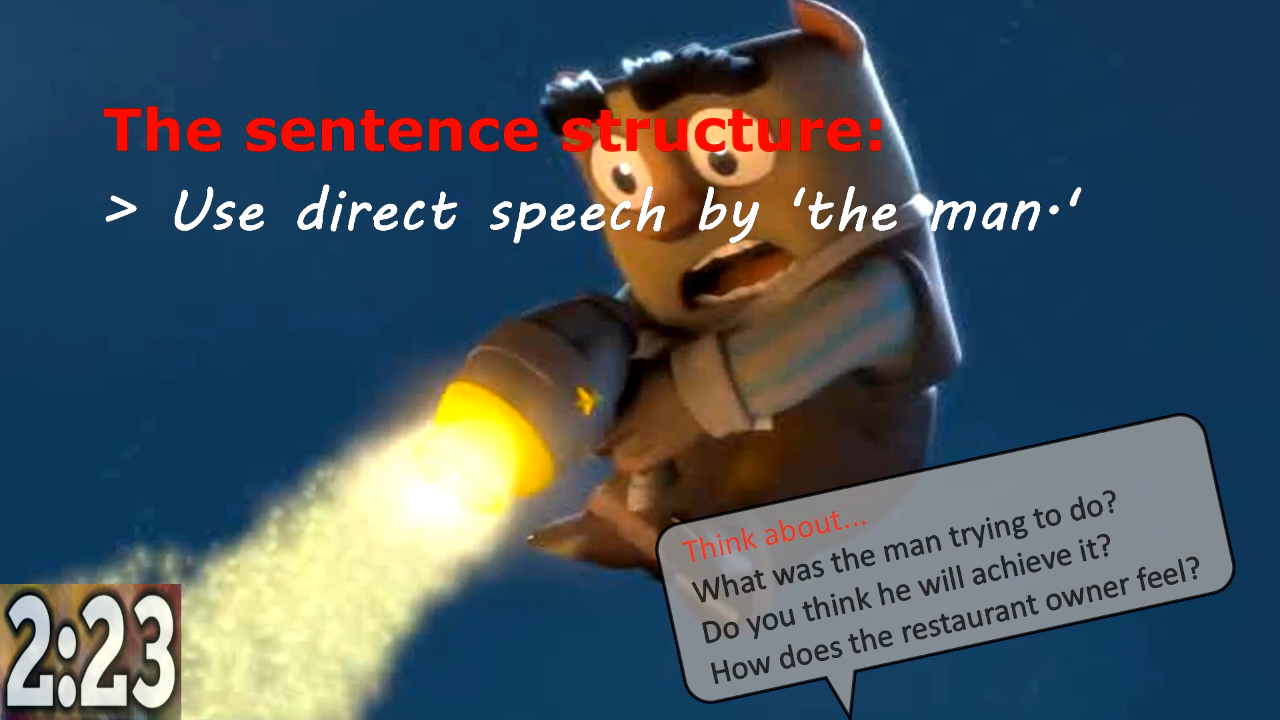 The sentence structure:
> Use direct speech by ‘the man.‘
Think about...
What was the man trying to do?
Do you think he will achieve it?
How does the restaurant owner feel?
2:23